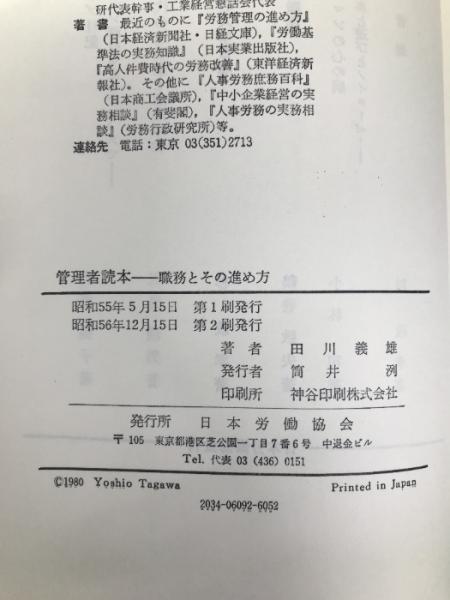 研代表幹事・工業経営懇話会代表
著書 最近のものに『労務管理の進め方』
(日本経済新聞社・日経文庫),『労働基
準法の実務知識』(日本実業出版社),
『高人件費時代の労務改善』(東洋経済新
報社)。その他に『人事労務庶務百科』
(日本商工会議所),『中小企業経営の実
務相談』(有斐閣),『人事労務の実務相
談』(労務行政研究所)等。
連絡先 電話:東京 03(351)2713
管理者読本——職務とその進め方
昭和55年5月15日 第1刷発行
昭和56年12月15日 第2刷発行
著者 田川義雄
発行者 筒井洌
印刷所 神谷印刷株式会社
発行所 日本労働協会
〒105 東京都港区芝公園一丁目7番6号 中退金ビル
Tel. 代表 03 (436) 0151
©1980 Yoshio Tagawa Printed in Japan
2034-06092-6052